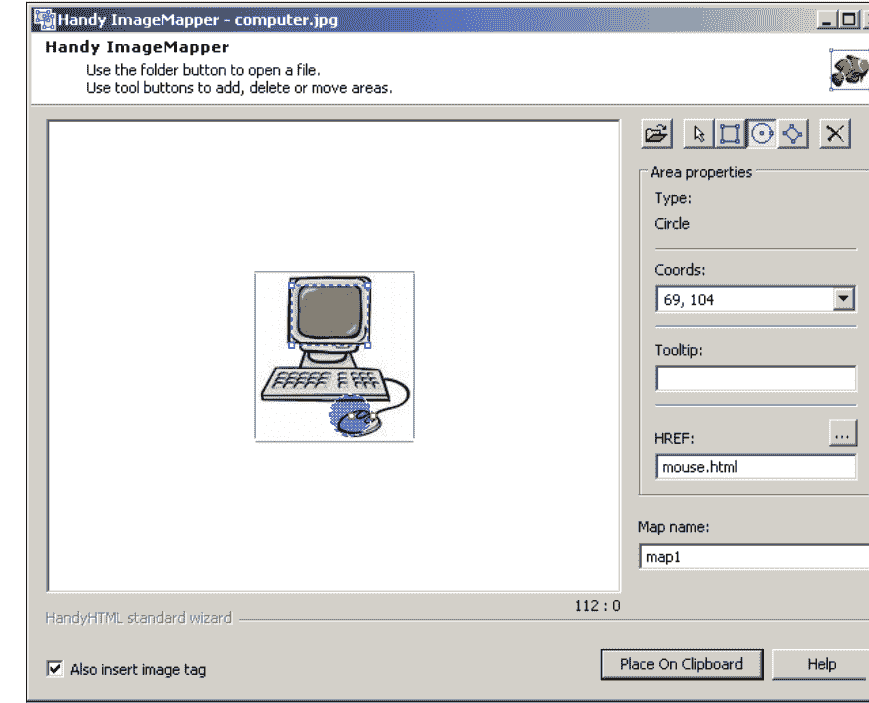 Handy ImageMapper - computer.jpg
Handy ImageMapper
Use the folder button to open a file.
Use tool buttons to add, delete or move areas.
Area properties
Type:
Circle
Coords:
69, 104
Tooltip:
HREF:
...
mouse.html
Map name:
map1
112 : 0
HandyHTML standard wizard
Also insert image tag
Place On Clipboard
Help